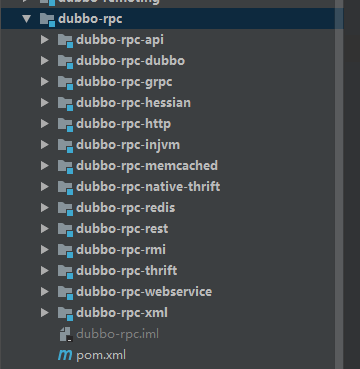 dubbo-remoting
dubbo-rpc
dubbo-rpc-api
dubbo-rpc-dubbo
dubbo-rpc-grpc
dubbo-rpc-hessian
dubbo-rpc-http
dubbo-rpc-injvm
dubbo-rpc-memcached
dubbo-rpc-native-thrift
dubbo-rpc-redis
dubbo-rpc-rest
dubbo-rpc-rmi
dubbo-rpc-thrift
dubbo-rpc-webservice
dubbo-rpc-xml
dubbo-rpc.iml
m pom.xml